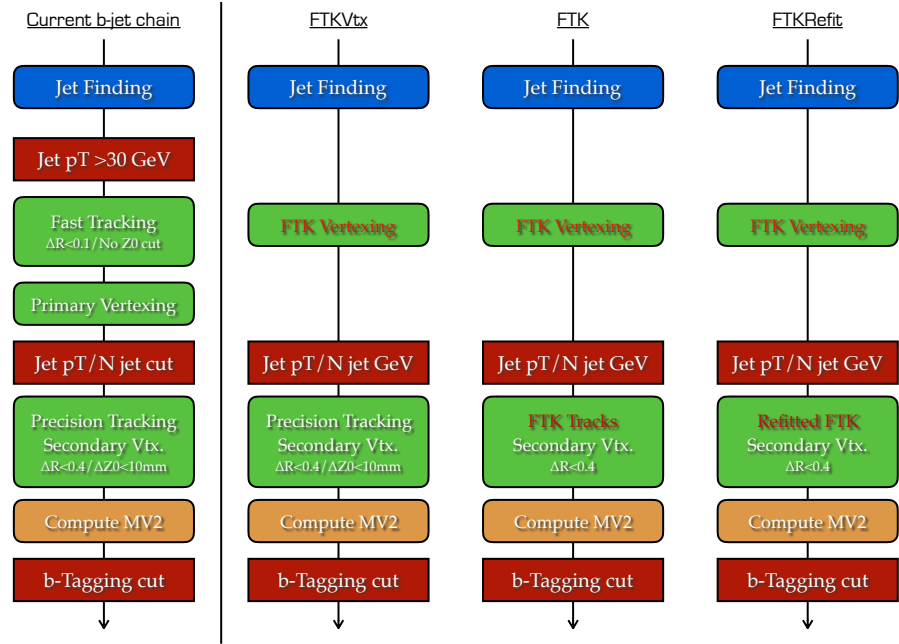 Current b-jet chain
Jet Finding
Jet pT >30 GeV
Fast Tracking
ΔR<0.1/No Z0 cut
Primary Vertexing
Jet pT/N jet cut
Precision Tracking
Secondary Vtx.
ΔR<0.4/ΔZ0<10mm
Compute MV2
b-Tagging cut
FTKVtx
Jet Finding
FTK Vertexing
Jet pT/N jet GeV
Precision Tracking
Secondary Vtx.
ΔR<0.4/ΔZ0<10mm
Compute MV2
b-Tagging cut
FTK
Jet Finding
FTK Vertexing
Jet pT/N jet GeV
FTK Tracks
Secondary Vtx.
ΔR<0.4
Compute MV2
b-Tagging cut
FTKRefit
Jet Finding
FTK Vertexing
Jet pT/N jet GeV
Refitted FTK
Secondary Vtx.
ΔR<0.4
Compute MV2
b-Tagging cut